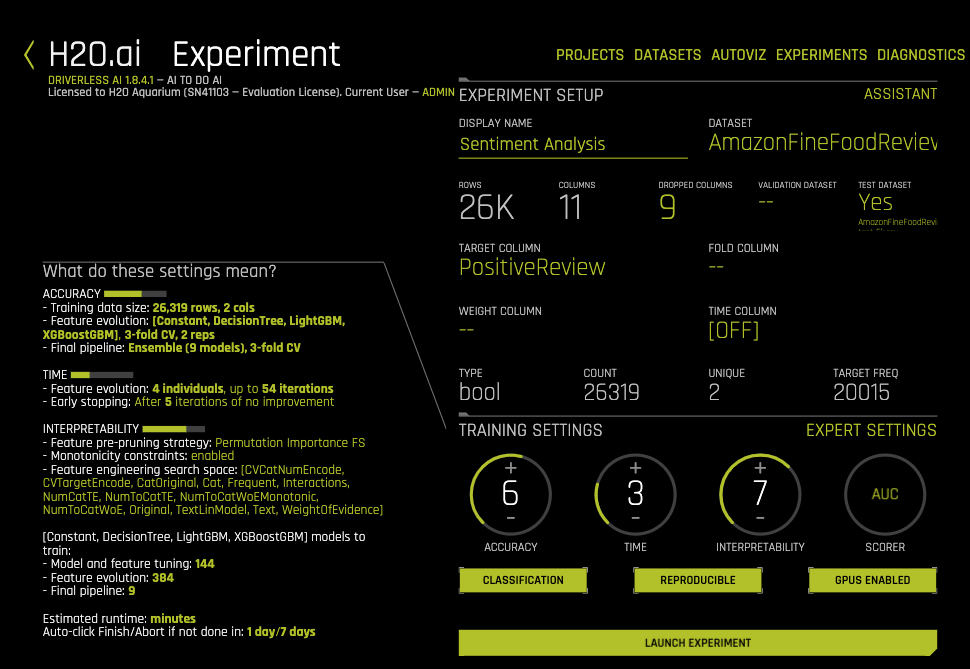 H2O.ai Experiment
DRIVERLESS AI 1.8.4.1 – AI TO DO AI
Licensed to H2O Aquarium (SN41103 – Evaluation License). Current User – ADMIN
PROJECTS DATASETS AUTOVIZ EXPERIMENTS DIAGNOSTICS
EXPERIMENT SETUP ASSISTANT
DISPLAY NAME DATASET
Sentiment Analysis AmazonFineFoodReview
ROWS COLUMNS DROPPED COLUMNS VALIDATION DATASET TEST DATASET
26K 11 9 -- Yes
AmazonFineFoodRevi
TARGET COLUMN FOLD COLUMN
PositiveReview --
WEIGHT COLUMN TIME COLUMN
-- [OFF]
TYPE COUNT UNIQUE TARGET FREQ
bool 26319 2 20015
What do these settings mean?
ACCURACY
- Training data size: 26,319 rows, 2 cols
- Feature evolution: [Constant, DecisionTree, LightGBM,
XGBoostGBM], 3-fold CV, 2 reps
- Final pipeline: Ensemble (9 models), 3-fold CV
TIME
- Feature evolution: 4 individuals, up to 54 iterations
- Early stopping: After 5 iterations of no improvement
INTERPRETABILITY
- Feature pre-pruning strategy: Permutation Importance FS
- Monotonicity constraints: enabled
- Feature engineering search space: [CVCatNumEncode,
CVTargetEncode, CatOriginal, Cat, Frequent, Interactions,
NumCatTE, NumToCatTE, NumToCatWoEMonotonic,
NumToCatWoE, Original, TextLinModel, Text, WeightOfEvidence]
[Constant, DecisionTree, LightGBM, XGBoostGBM] models to
train:
- Model and feature tuning: 144
- Feature evolution: 384
- Final pipeline: 9
Estimated runtime: minutes
Auto-click Finish/Abort if not done in: 1 day/7 days
TRAINING SETTINGS EXPERT SETTINGS
+ + +
6 3 7 AUC
- - -
ACCURACY TIME INTERPRETABILITY SCORER
CLASSIFICATION REPRODUCIBLE GPUS ENABLED
LAUNCH EXPERIMENT